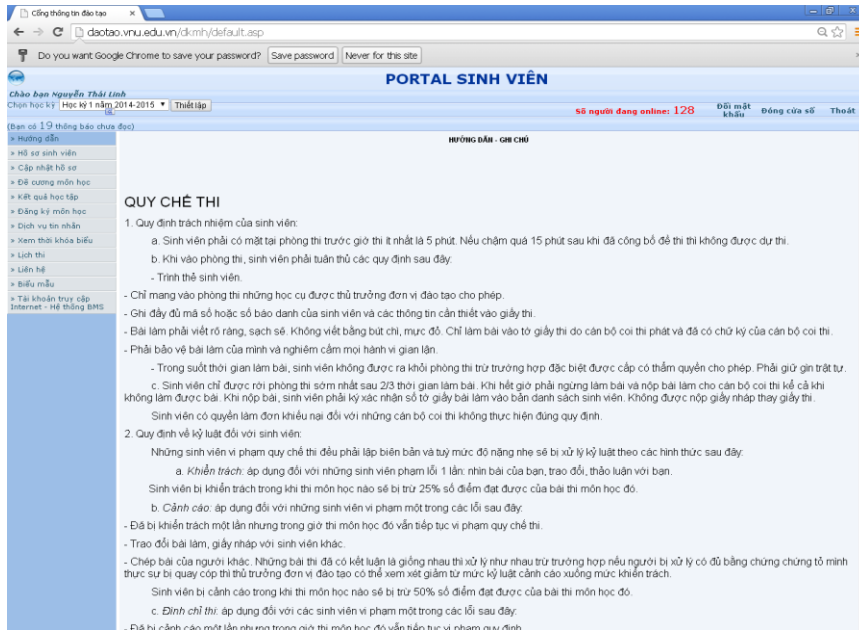 Cổng thông tin đào tạo
daotao.vnu.edu.vn/dkmh/default.asp
Do you want Google Chrome to save your password? Save password Never for this site
PORTAL SINH VIÊN
Chào bạn Nguyễn Thái Linh
Chọn học kỳ Học kỳ 1 năm 2014-2015 Thiết lập
Số người đang online: 128 Đổi mật khẩu Đóng cửa sổ Thoát
(Bạn có 19 thông báo chưa đọc)
» Hướng dẫn
» Hồ sơ sinh viên
» Cập nhật hồ sơ
» Đề cương môn học
» Kết quả học tập
» Đăng ký môn học
» Dịch vụ tin nhắn
» Xem thời khóa biểu
» Lịch thi
» Liên hệ
» Biểu mẫu
» Tài khoản truy cập
Internet - Hệ thống BMS
HƯỚNG DẪN - GHI CHÚ
QUY CHẾ THI
1. Quy định trách nhiệm của sinh viên:
a. Sinh viên phải có mặt tại phòng thi trước giờ thi ít nhất là 5 phút. Nếu chậm quá 15 phút sau khi đã công bố đề thi thì không được dự thi.
b. Khi vào phòng thi, sinh viên phải tuân thủ các quy định sau đây:
- Trình thẻ sinh viên.
- Chỉ mang vào phòng thi những học cụ được thủ trưởng đơn vị đào tạo cho phép.
- Ghi đầy đủ mã số hoặc số báo danh của sinh viên và các thông tin cần thiết vào giấy thi.
- Bài làm phải viết rõ ràng, sạch sẽ. Không viết bằng bút chì, mực đỏ. Chỉ làm bài vào tờ giấy thi do cán bộ coi thi phát và đã có chữ ký của cán bộ coi thi.
- Phải bảo vệ bài làm của mình và nghiêm cấm mọi hành vi gian lận.
- Trong suốt thời gian làm bài, sinh viên không được ra khỏi phòng thi trừ trường hợp đặc biệt được cấp có thẩm quyền cho phép. Phải giữ gìn trật tự.
c. Sinh viên chỉ được rời phòng thi sớm nhất sau 2/3 thời gian làm bài. Khi hết giờ phải ngừng làm bài và nộp bài làm cho cán bộ coi thi kể cả khi
không làm được bài. Khi nộp bài, sinh viên phải ký xác nhận số tờ giấy bài làm vào bản danh sách sinh viên. Không được nộp giấy nháp thay giấy thi.
Sinh viên có quyền làm đơn khiếu nại đối với những cán bộ coi thi không thực hiện đúng quy định.
2. Quy định về kỷ luật đối với sinh viên:
Những sinh viên vi phạm quy chế thi đều phải lập biên bản và tuỳ mức độ nặng nhẹ sẽ bị xử lý kỷ luật theo các hình thức sau đây:
a. Khiển trách: áp dụng đối với những sinh viên phạm lỗi 1 lần: nhìn bài của bạn, trao đổi, thảo luận với bạn.
Sinh viên bị khiển trách trong khi thi môn học nào sẽ bị trừ 25% số điểm đạt được của bài thi môn học đó.
b. Cảnh cáo: áp dụng đối với những sinh viên vi phạm một trong các lỗi sau đây:
- Đã bị khiển trách một lần nhưng trong giờ thi môn học đó vẫn tiếp tục vi phạm quy chế thi.
- Trao đổi bài làm, giấy nháp với sinh viên khác.
- Chép bài của người khác. Những bài thi đã có kết luận là giống nhau thì xử lý như nhau trừ trường hợp nếu người bị xử lý có đủ bằng chứng chứng tỏ mình
thực sự bị quay cóp thì thủ trưởng đơn vị đào tạo có thể xem xét giảm từ mức kỷ luật cảnh cáo xuống mức khiển trách.
Sinh viên bị cảnh cáo trong khi thi môn học nào sẽ bị trừ 50% số điểm đạt được của bài thi môn học đó.
c. Đình chỉ thi: áp dụng đối với các sinh viên vi phạm một trong các lỗi sau đây:
- Đã bị cảnh cáo một lần nhưng trong giờ thi môn học đó vẫn tiếp tục vi phạm quy định.